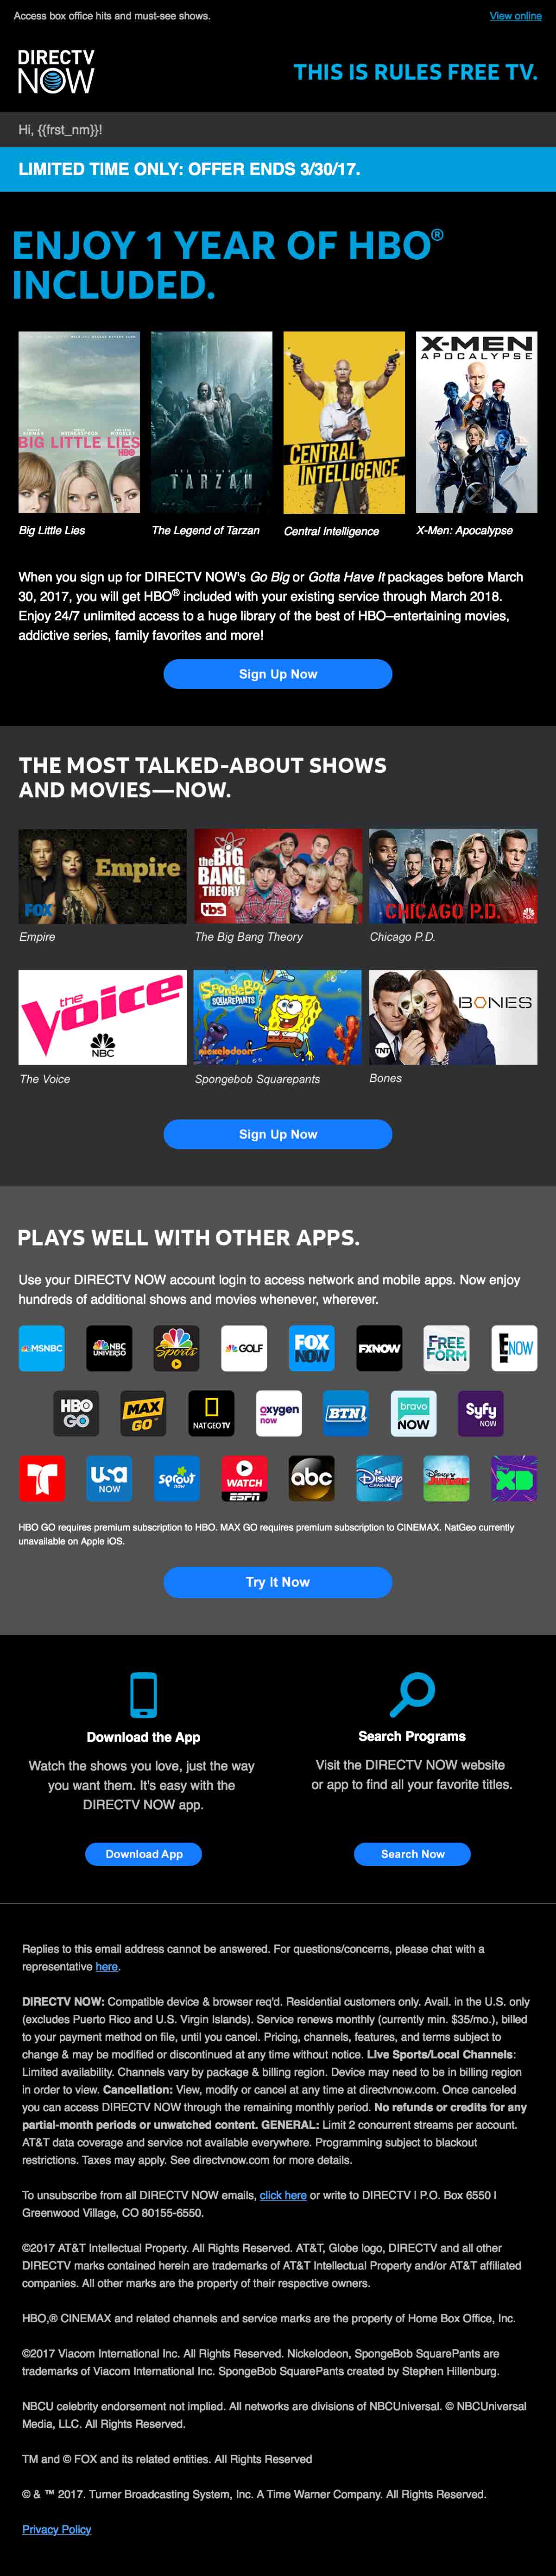 Access box office hits and must-see shows.
View online
DIRECTV
NOW
THIS IS RULES FREE TV.
Hi, {{frst_nm}}!
LIMITED TIME ONLY: OFFER ENDS 3/30/17.
ENJOY 1 YEAR OF HBO®
INCLUDED.
BIG LITTLE LIES
HBO
TARZAN
CENTRAL
INTELLIGENCE
X-MEN
APOCALYPSE
Big Little Lies
The Legend of Tarzan
Central Intelligence
X-Men: Apocalypse
When you sign up for DIRECTV NOW's Go Big or Gotta Have It packages before March
30, 2017, you will get HBO® included with your existing service through March 2018.
Enjoy 24/7 unlimited access to a huge library of the best of HBO–entertaining movies,
addictive series, family favorites and more!
Sign Up Now
THE MOST TALKED-ABOUT SHOWS
AND MOVIES—NOW.
Empire
FOX
the BIG
BANG
THEORY
tbs
CHICAGO P.D.
NBC
Empire
The Big Bang Theory
Chicago P.D.
the
Voice
NBC
SpongeBob
SQUAREPANTS
nickelodeon
BONES
TNT
The Voice
Spongebob Squarepants
Bones
Sign Up Now
PLAYS WELL WITH OTHER APPS.
Use your DIRECTV NOW account login to access network and mobile apps. Now enjoy
hundreds of additional shows and movies whenever, wherever.
MSNBC
NBC
UNIVERSO
NBC
Sports
GOLF
FOX
NOW
FXNOW
FREE
FORM
E! NOW
HBO
GO
MAX
GO
NAT GEO TV
oxygen
now
BTN
bravo
NOW
Syfy
NOW
T
usa
NOW
sprout
now
WATCH
ESPN
abc
Disney
CHANNEL
Disney
Junior
Disney
XD
HBO GO requires premium subscription to HBO. MAX GO requires premium subscription to CINEMAX. NatGeo currently
unavailable on Apple iOS.
Try It Now
Download the App
Watch the shows you love, just the way
you want them. It's easy with the
DIRECTV NOW app.
Download App
Search Programs
Visit the DIRECTV NOW website
or app to find all your favorite titles.
Search Now
Replies to this email address cannot be answered. For questions/concerns, please chat with a
representative here.
DIRECTV NOW: Compatible device & browser req'd. Residential customers only. Avail. in the U.S. only
(excludes Puerto Rico and U.S. Virgin Islands). Service renews monthly (currently min. $35/mo.), billed
to your payment method on file, until you cancel. Pricing, channels, features, and terms subject to
change & may be modified or discontinued at any time without notice. Live Sports/Local Channels:
Limited availability. Channels vary by package & billing region. Device may need to be in billing region
in order to view. Cancellation: View, modify or cancel at any time at directvnow.com. Once canceled
you can access DIRECTV NOW through the remaining monthly period. No refunds or credits for any
partial-month periods or unwatched content. GENERAL: Limit 2 concurrent streams per account.
AT&T data coverage and service not available everywhere. Programming subject to blackout
restrictions. Taxes may apply. See directvnow.com for more details.
To unsubscribe from all DIRECTV NOW emails, click here or write to DIRECTV | P.O. Box 6550 |
Greenwood Village, CO 80155-6550.
©2017 AT&T Intellectual Property. All Rights Reserved. AT&T, Globe logo, DIRECTV and all other
DIRECTV marks contained herein are trademarks of AT&T Intellectual Property and/or AT&T affiliated
companies. All other marks are the property of their respective owners.
HBO,® CINEMAX and related channels and service marks are the property of Home Box Office, Inc.
©2017 Viacom International Inc. All Rights Reserved. Nickelodeon, SpongeBob SquarePants are
trademarks of Viacom International Inc. SpongeBob SquarePants created by Stephen Hillenburg.
NBCU celebrity endorsement not implied. All networks are divisions of NBCUniversal. © NBCUniversal
Media, LLC. All Rights Reserved.
TM and © FOX and its related entities. All Rights Reserved
© & ™ 2017. Turner Broadcasting System, Inc. A Time Warner Company. All Rights Reserved.
Privacy Policy